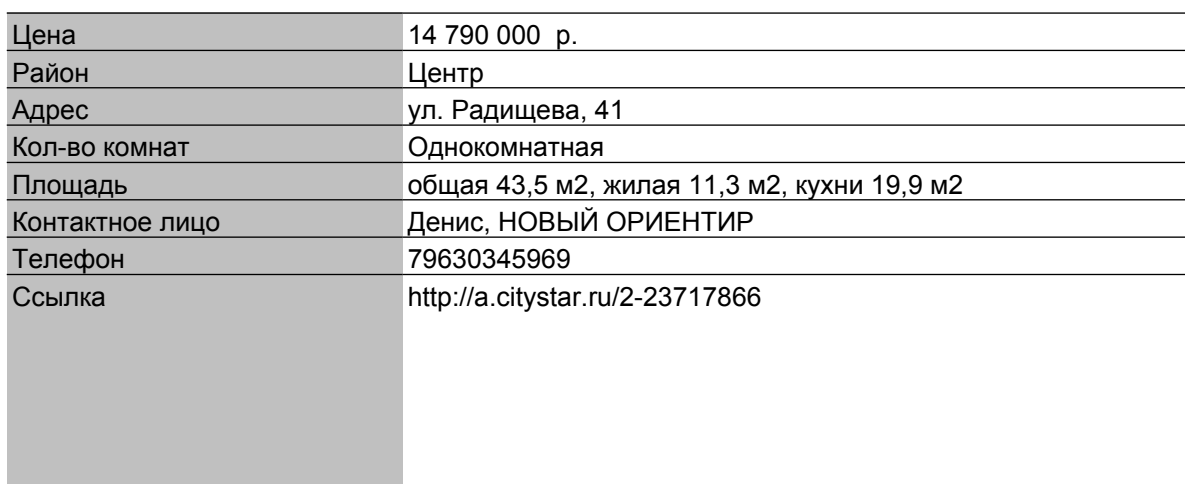 Цена 14 790 000 р.
Район Центр
Адрес ул. Радищева, 41
Кол-во комнат Однокомнатная
Площадь общая 43,5 м2, жилая 11,3 м2, кухни 19,9 м2
Контактное лицо Денис, НОВЫЙ ОРИЕНТИР
Телефон 79630345969
Ссылка http://a.citystar.ru/2-23717866